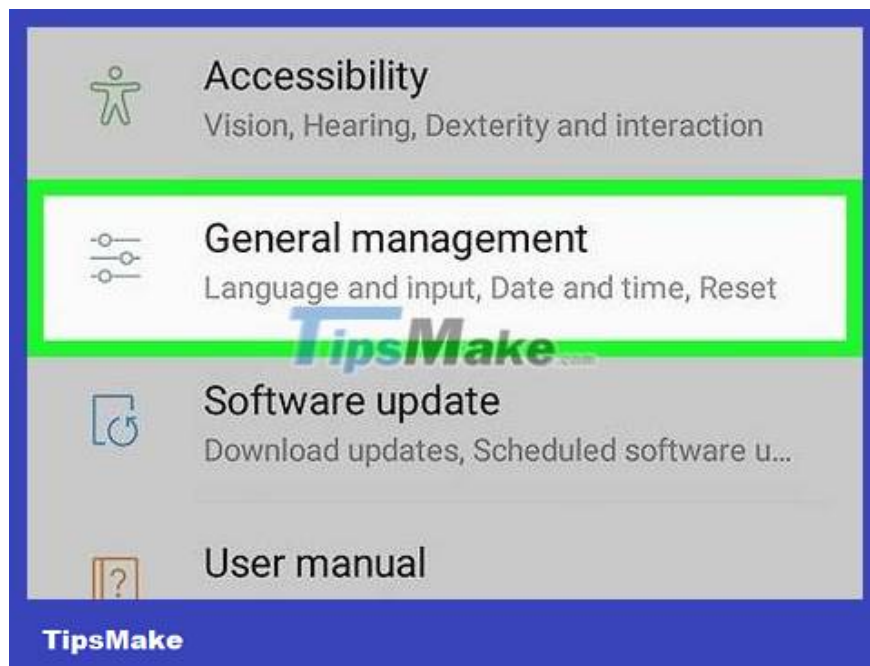 Accessibility
Vision, Hearing, Dexterity and interaction
General management
Language and input, Date and time, Reset
TipsMake.com
Software update
Download updates, Scheduled software u...
User manual
?
TipsMake